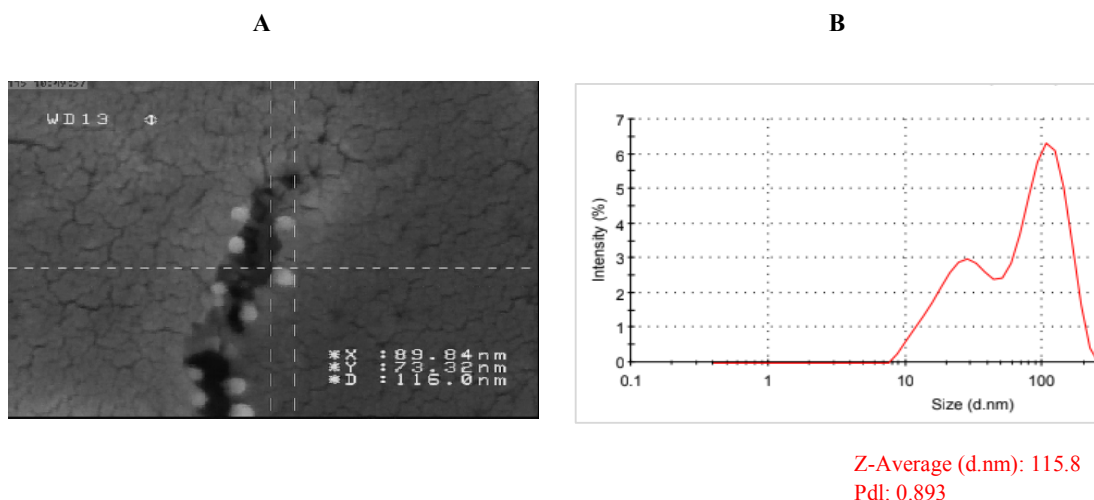 A
B
WD13
*X :89.84nm
*Y :73.32nm
*D :116.0nm
7
6
5
4
3
2
1
0
Intensity (%)
0.1 1 10 100
Size (d.nm)
Z-Average (d.nm): 115.8
PdI: 0.893